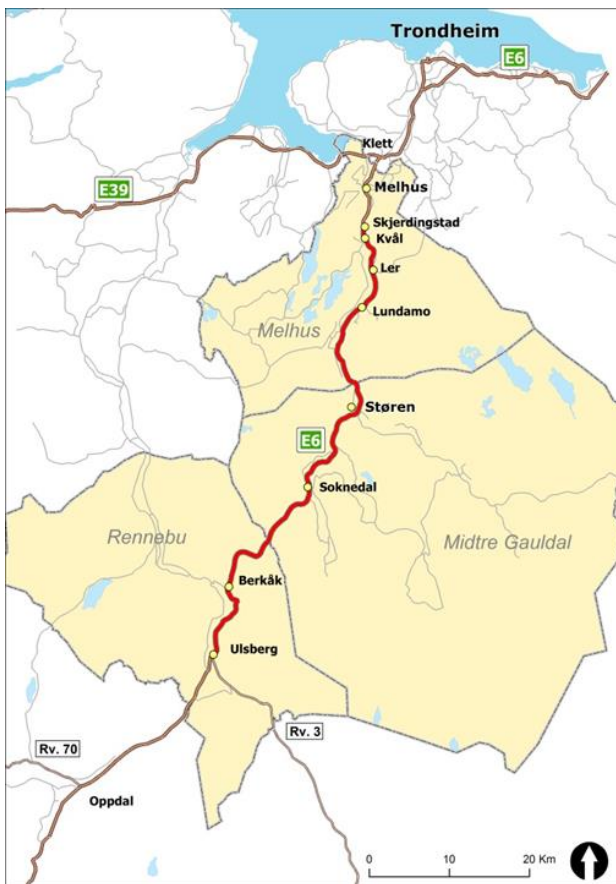 Trondheim
E6
Klett
E39
Melhus
Skjerdingstad
Kvål
Ler
Lundamo
Melhus
Støren
E6
Soknedal
Rennebu
Midtre Gauldal
Berkåk
Ulsberg
Rv. 70
Rv. 3
Oppdal
0 10 20 Km